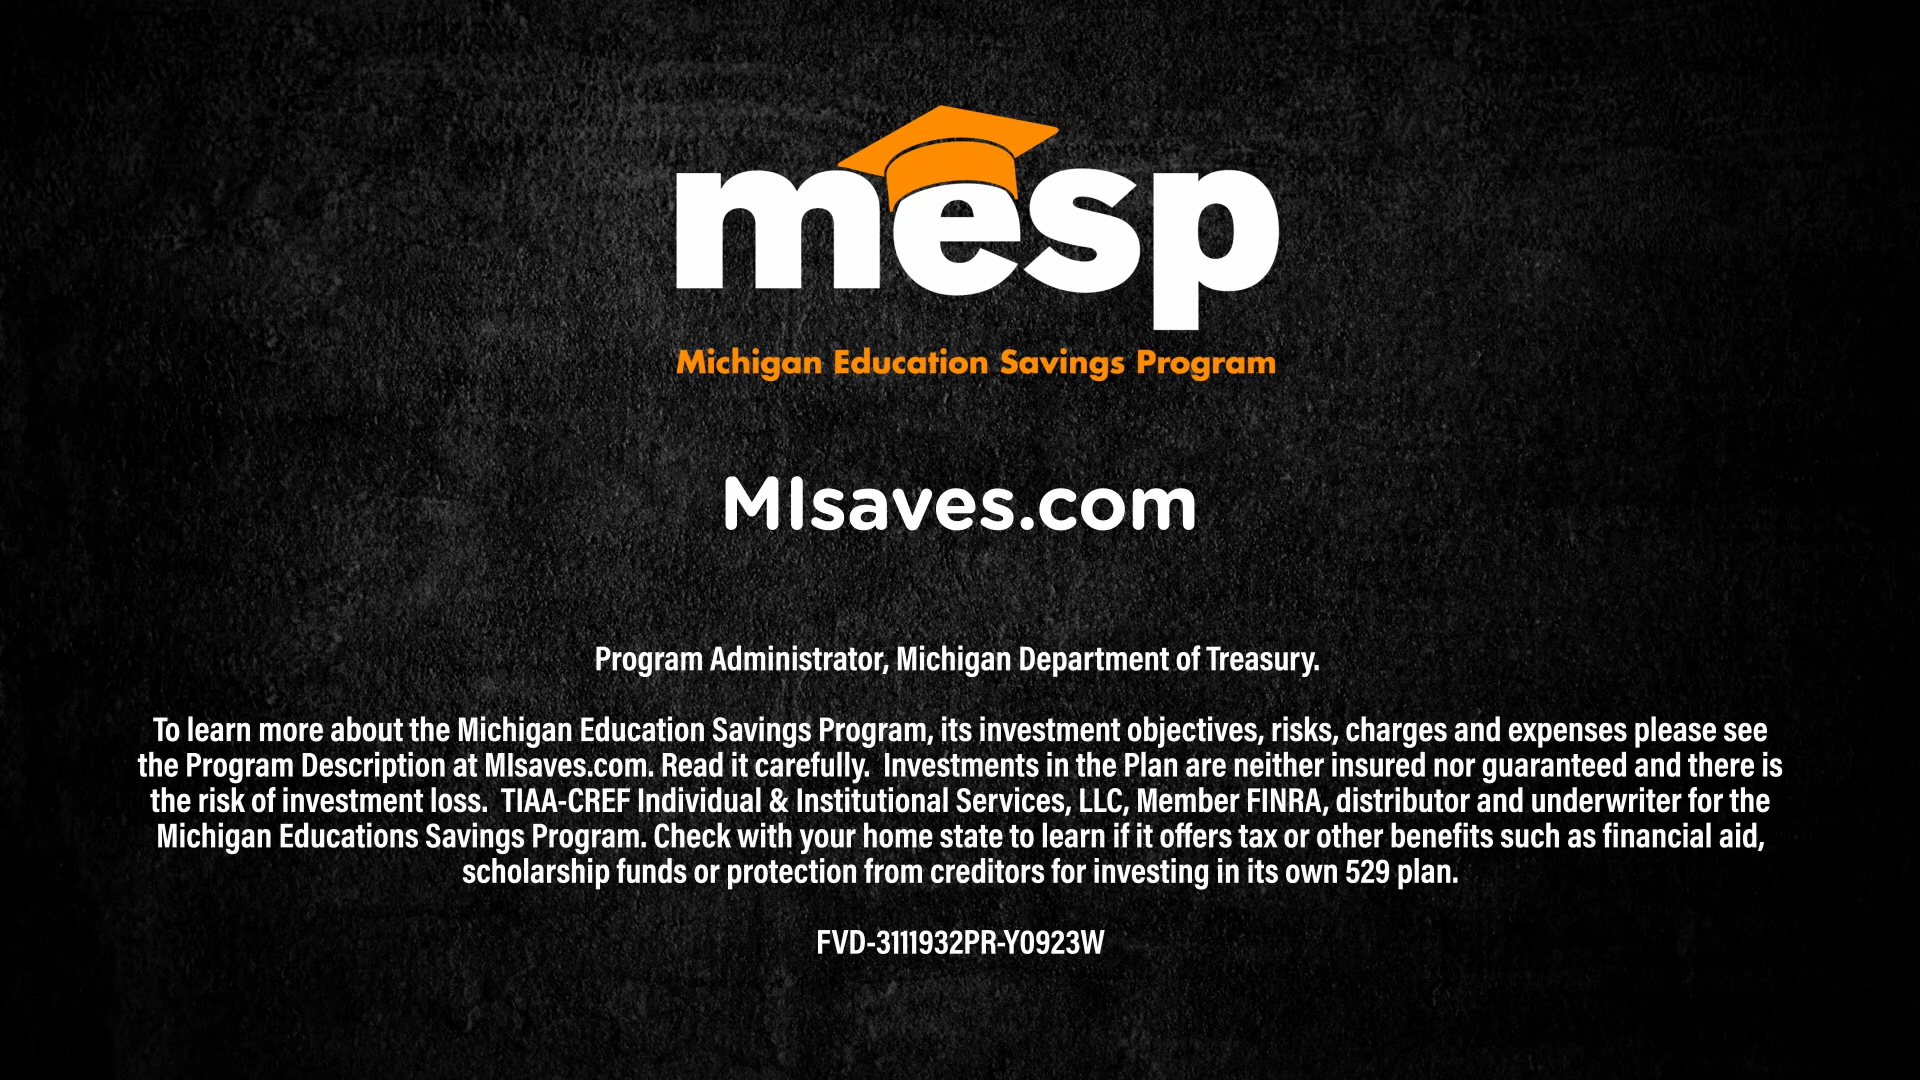 mesp
Michigan Education Savings Program
MIsaves.com
Program Administrator, Michigan Department of Treasury.
To learn more about the Michigan Education Savings Program, its investment objectives, risks, charges and expenses please see
the Program Description at MIsaves.com. Read it carefully.  Investments in the Plan are neither insured nor guaranteed and there is
the risk of investment loss.  TIAA-CREF Individual & Institutional Services, LLC, Member FINRA, distributor and underwriter for the
Michigan Educations Savings Program. Check with your home state to learn if it offers tax or other benefits such as financial aid,
scholarship funds or protection from creditors for investing in its own 529 plan.
FVD-3111932PR-Y0923W